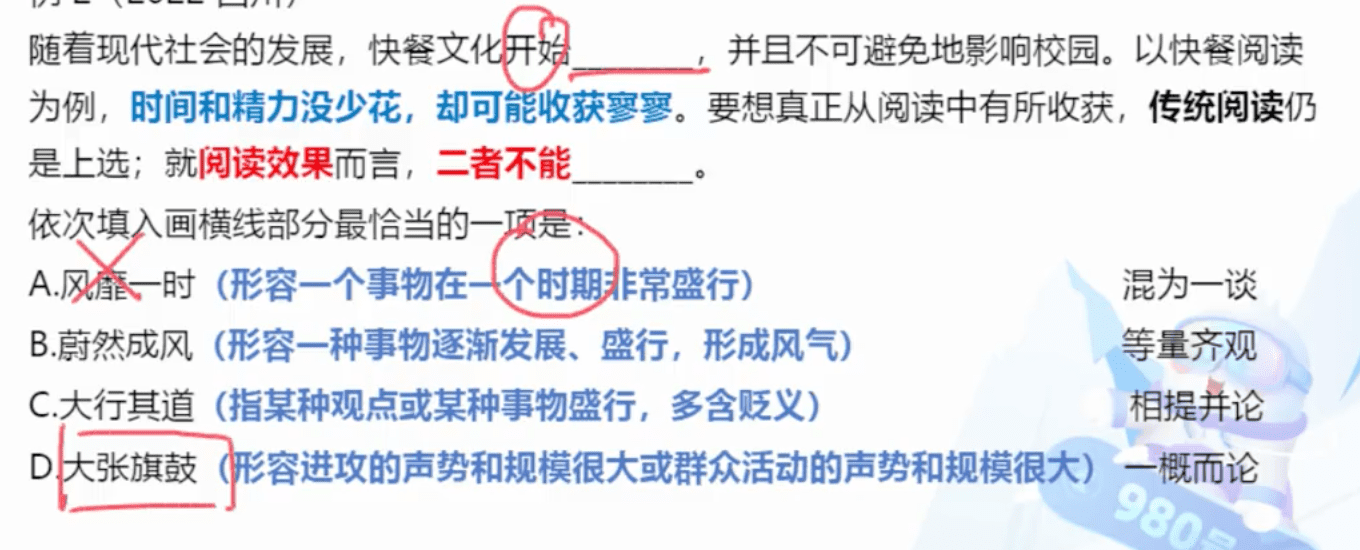 例 2（2022 四川）
随着现代社会的发展，快餐文化开始________，并且不可避免地影响校园。以快餐阅读
为例，时间和精力没少花，却可能收获寥寥。要想真正从阅读中有所收获，传统阅读仍
是上选；就阅读效果而言，二者不能________。
依次填入画横线部分最恰当的一项是：
A.风靡一时（形容一个事物在一个时期非常盛行） 混为一谈
B.蔚然成风（形容一种事物逐渐发展、盛行，形成风气） 等量齐观
C.大行其道（指某种观点或某种事物盛行，多含贬义） 相提并论
D.大张旗鼓（形容进攻的声势和规模很大或群众活动的声势和规模很大） 一概而论
980号